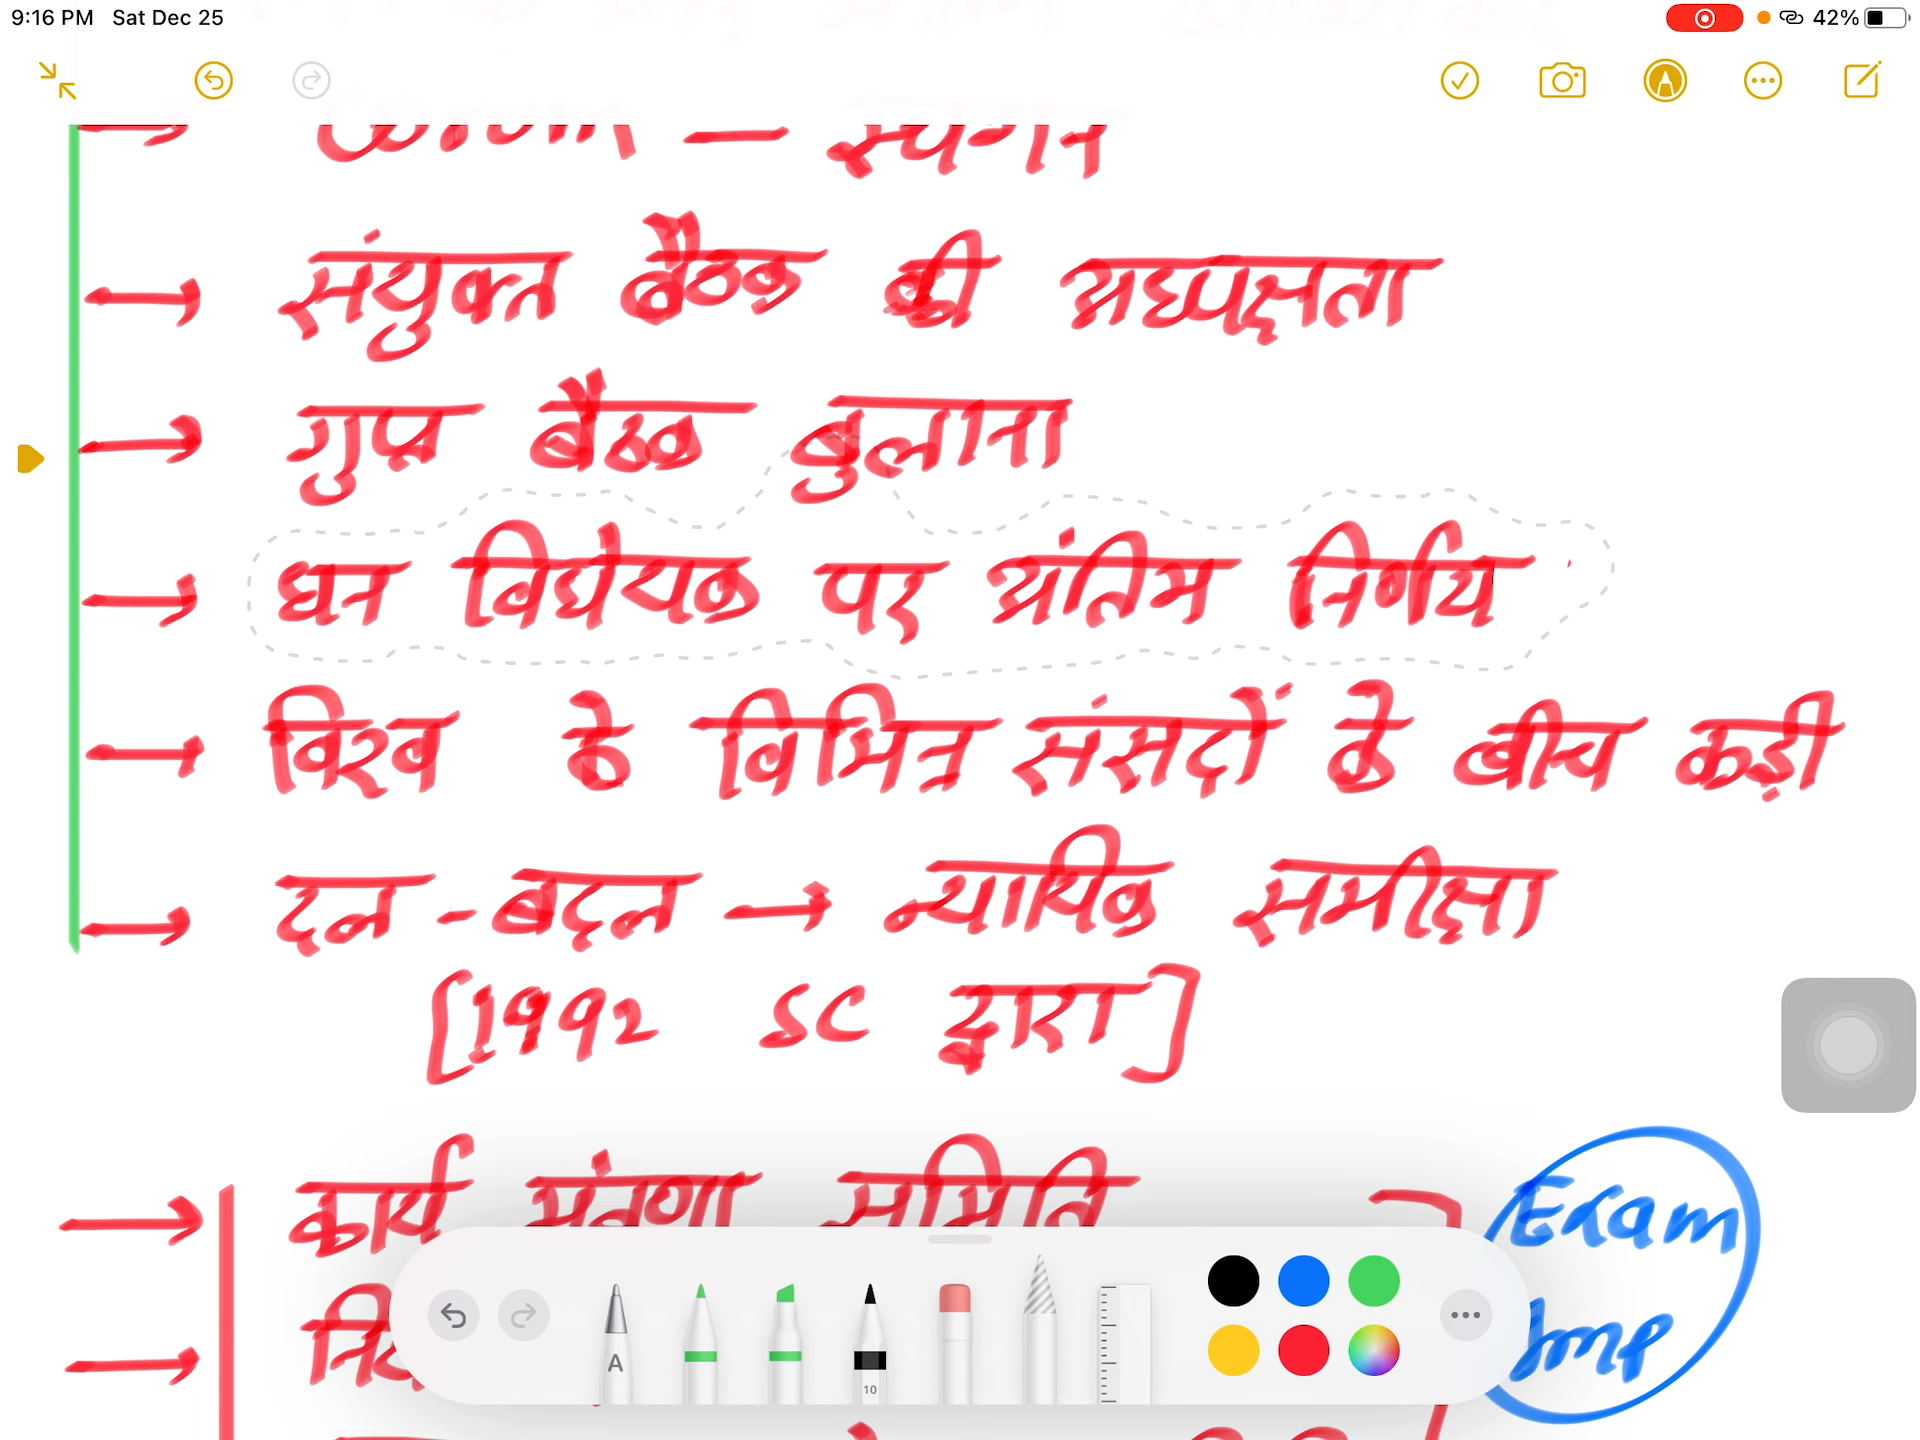 9:16 PM Sat Dec 25 42%
→ — स्थगन
→ संयुक्त बैठक की अध्यक्षता
→ गुप्त बैठक बुलाना
→ धन विधेयक पर अंतिम निर्णय
→ विश्व के विभिन्न संसदों के बीच कड़ी
→ दल-बदल → न्यायिक समीक्षा
[1992 SC द्वारा]
→ कार्य मंत्रणा समिति
Exam
Imp
A
10